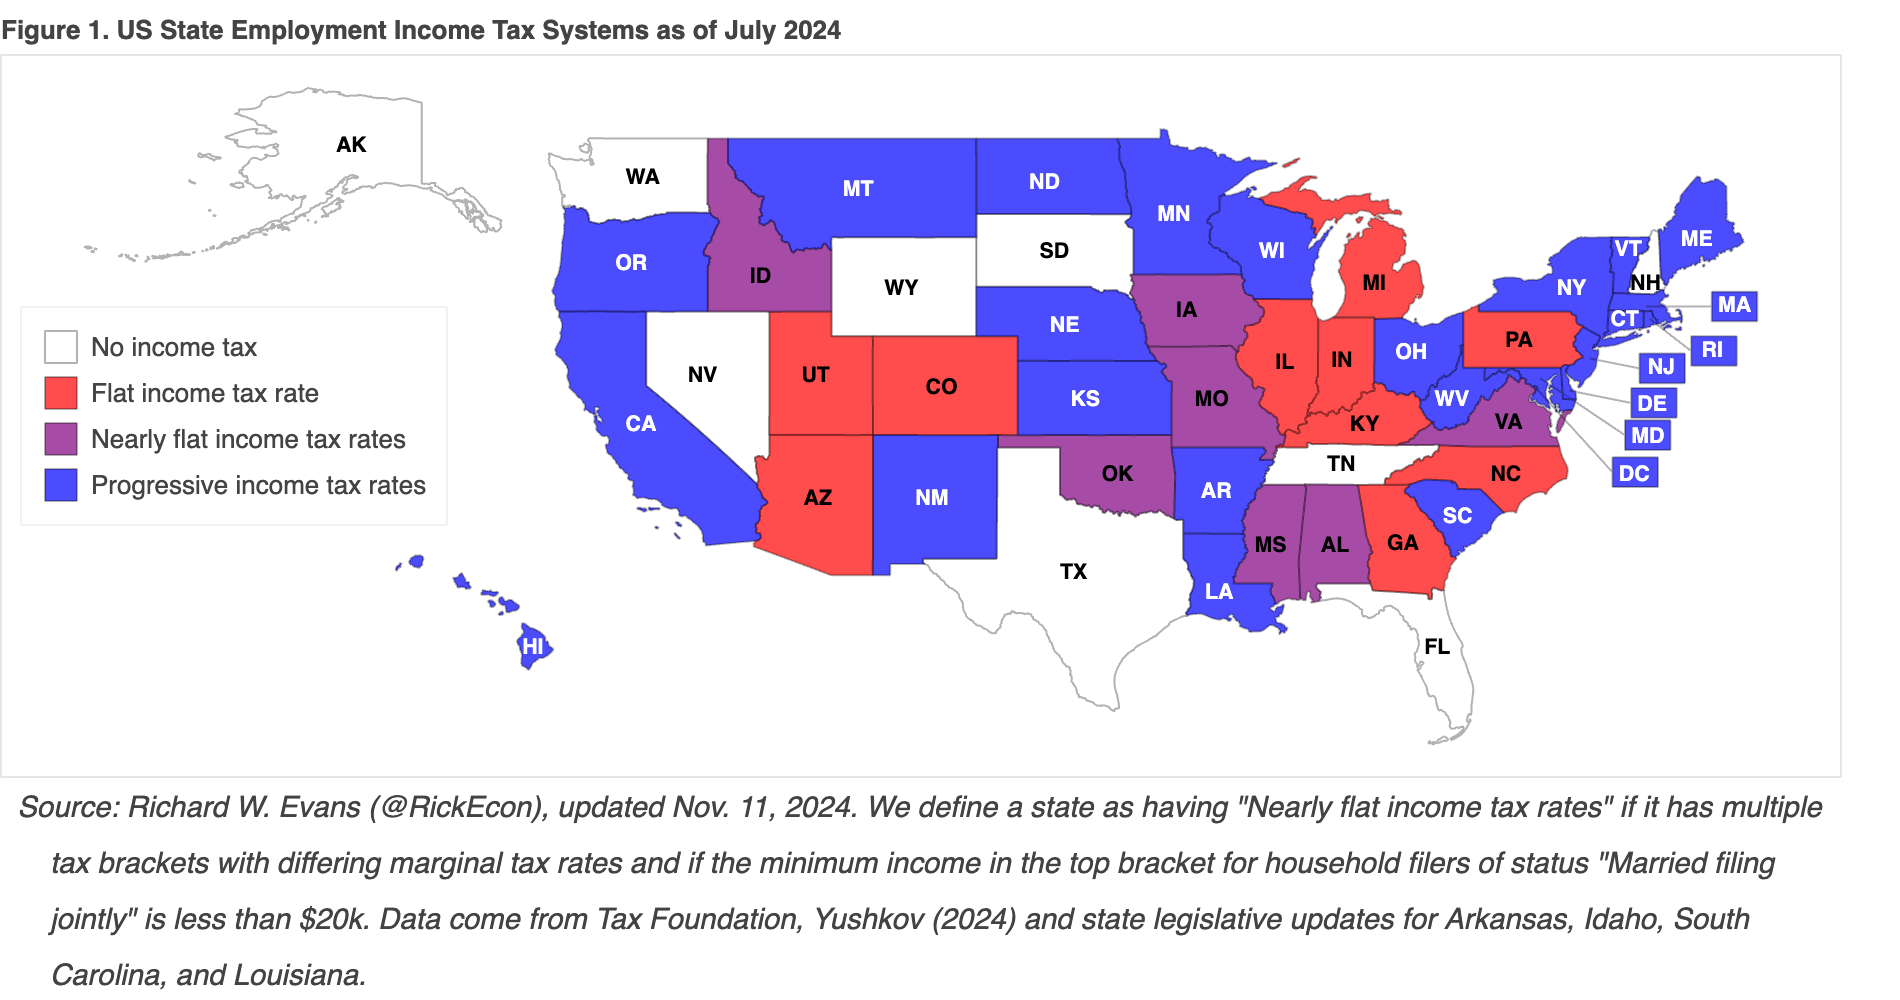 Figure 1. US State Employment Income Tax Systems as of July 2024
AK
WA
MT
ND
MN
ME
VT
NH
OR
ID
WY
SD
WI
MI
NY
MA
CT
RI
NE
IA
PA
NJ
NV
UT
CO
KS
MO
IL
IN
OH
WV
VA
DE
MD
DC
CA
KY
AZ
NM
OK
AR
TN
NC
SC
TX
LA
MS
AL
GA
FL
HI
No income tax
Flat income tax rate
Nearly flat income tax rates
Progressive income tax rates
Source: Richard W. Evans (@RickEcon), updated Nov. 11, 2024. We define a state as having "Nearly flat income tax rates" if it has multiple
tax brackets with differing marginal tax rates and if the minimum income in the top bracket for household filers of status "Married filing
jointly" is less than $20k. Data come from Tax Foundation, Yushkov (2024) and state legislative updates for Arkansas, Idaho, South
Carolina, and Louisiana.